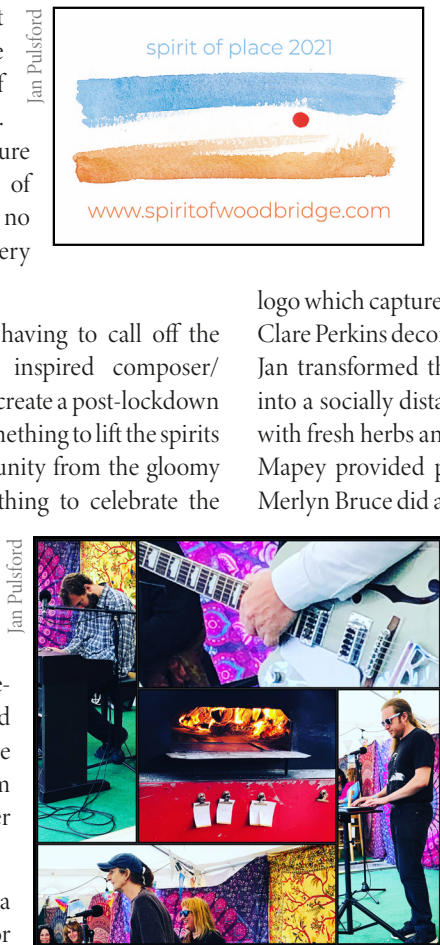 t
e
f
.
ure
of
no
ery
Jan Pulsford
spirit of place 2021
www.spiritofwoodbridge.com
having to call off the
inspired composer/
create a post-lockdown
mething to lift the spirits
unity from the gloomy
thing to celebrate the
logo which capture
Clare Perkins deco
Jan transformed th
into a socially dista
with fresh herbs an
Mapey provided p
Merlyn Bruce did a
Jan Pulsford
e-
d
e
er
a
or